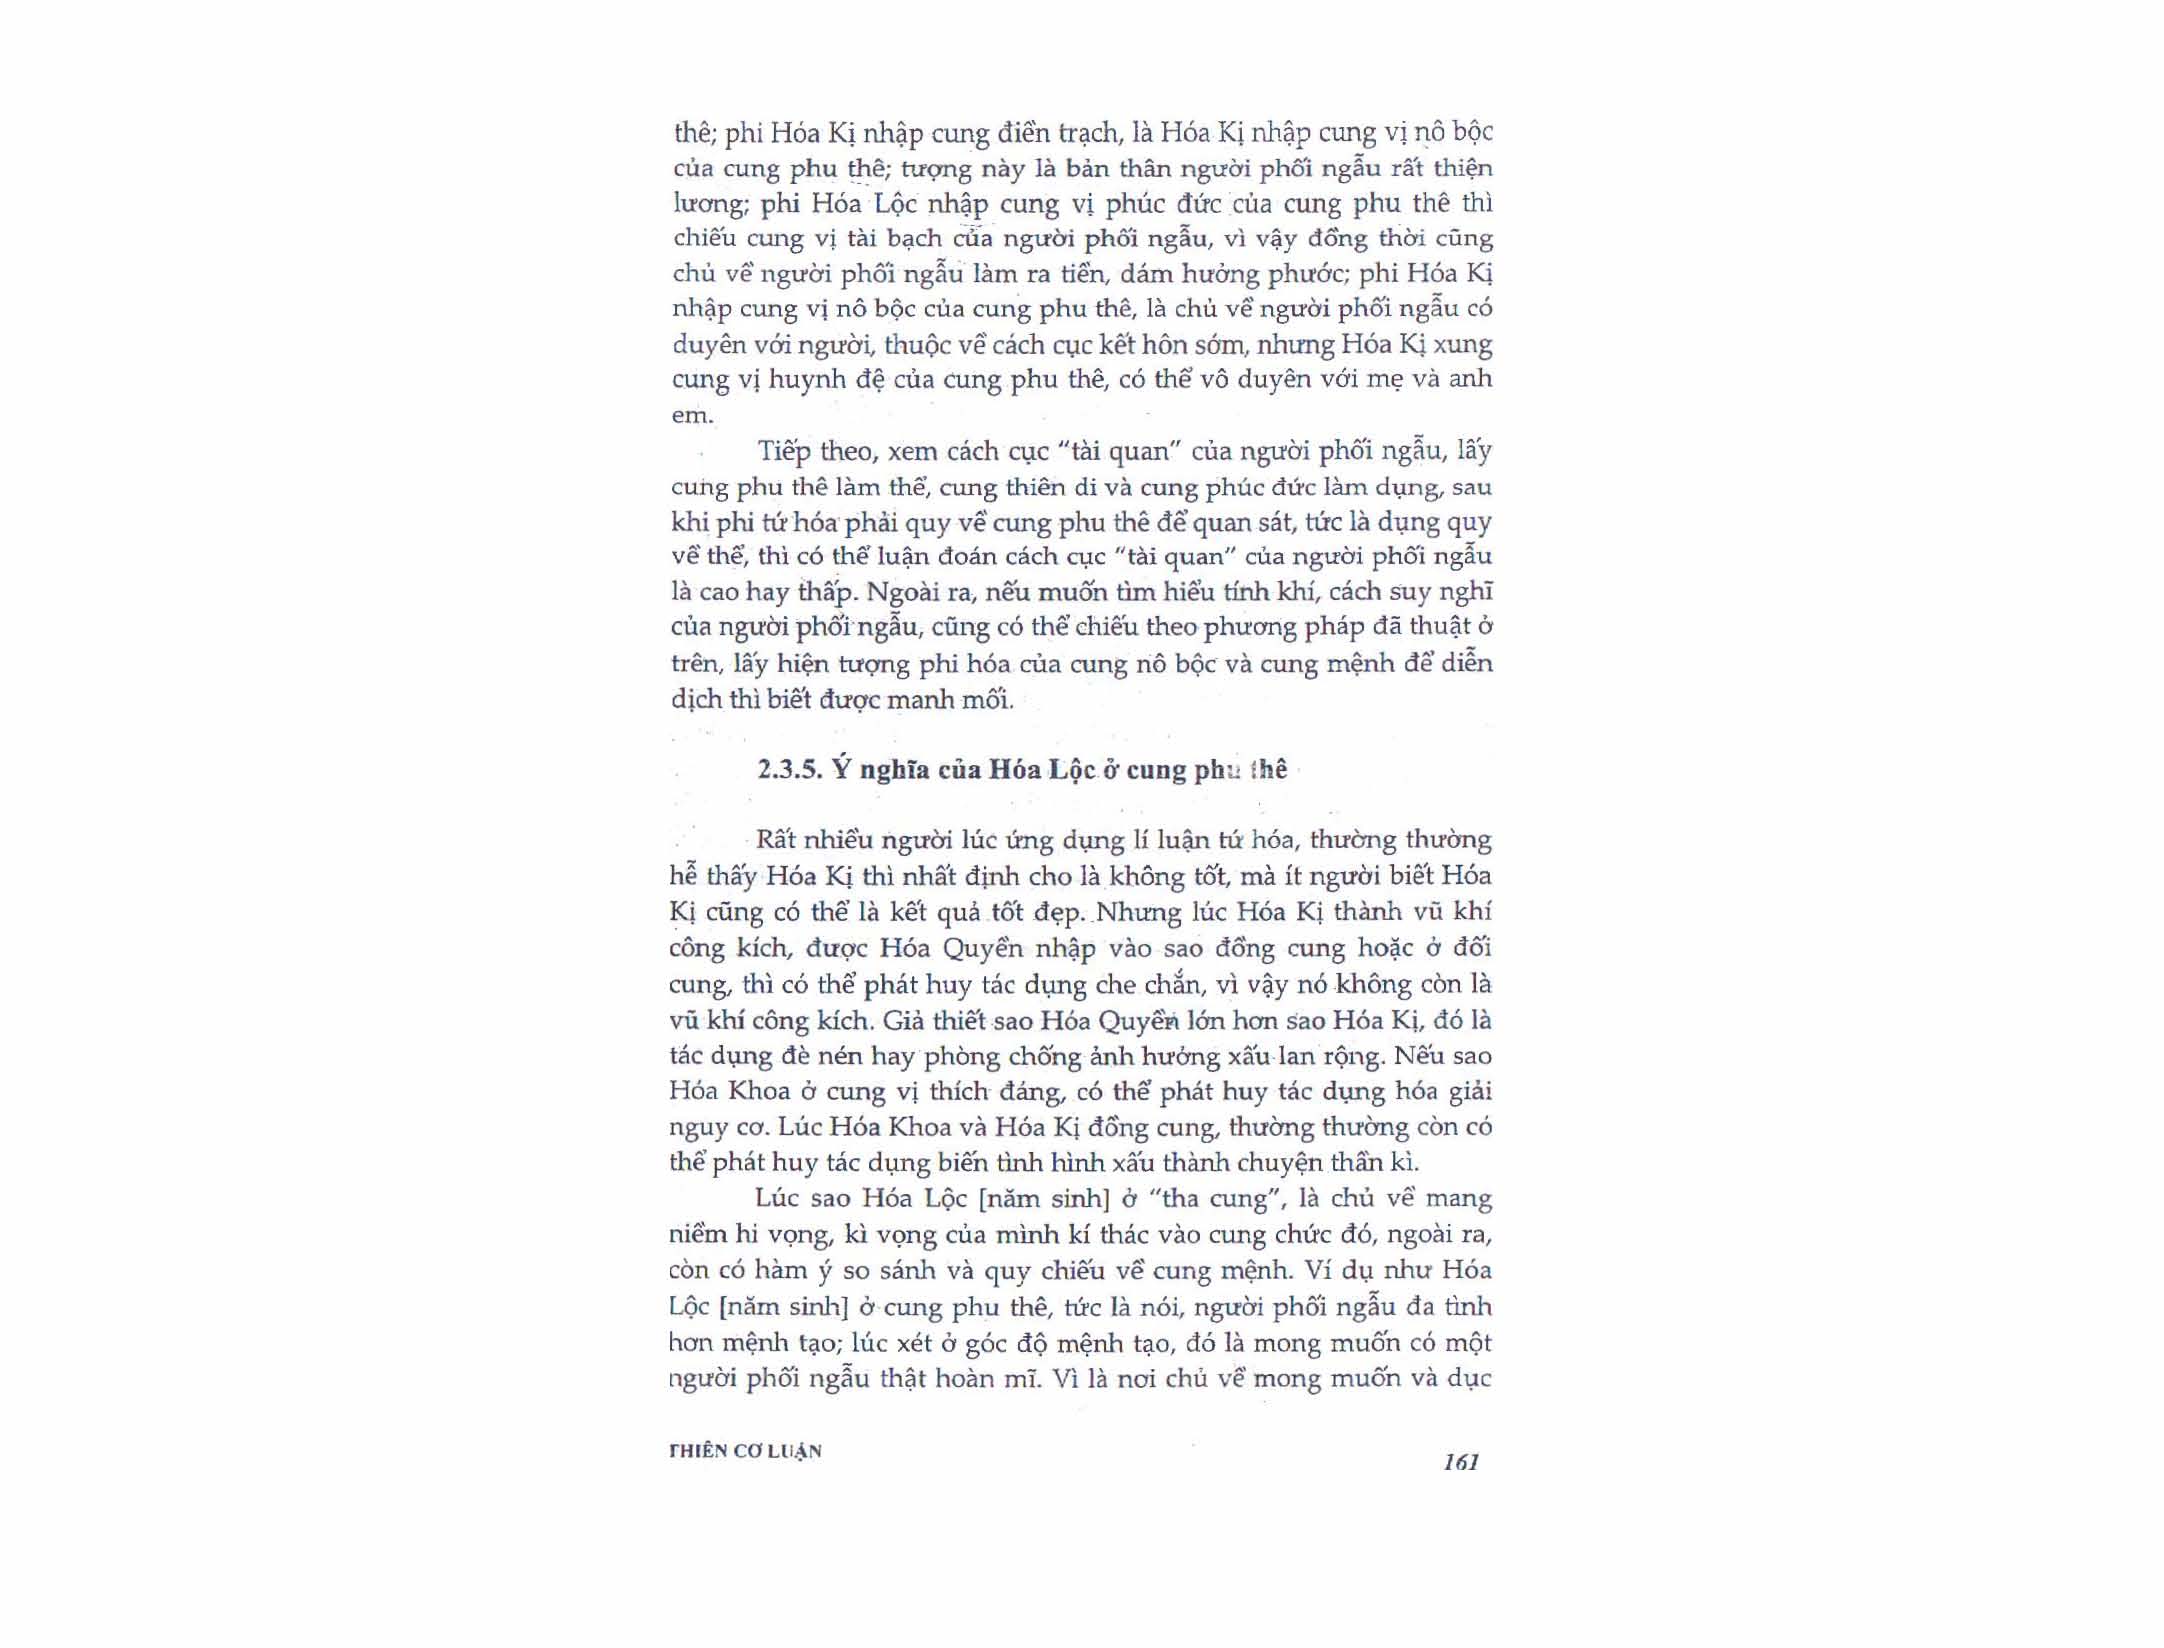 thê; phi Hóa Kị nhập cung điền trạch, là Hóa Kị nhập cung vị nô bộc
của cung phu thê; tượng này là bản thân người phối ngẫu rất thiện
lương; phi Hóa Lộc nhập cung vị phúc đức của cung phu thê thì
chiếu cung vị tài bạch của người phối ngẫu, vì vậy đồng thời cũng
chủ về người phối ngẫu làm ra tiền, dám hưởng phước; phi Hóa Kị
nhập cung vị nô bộc của cung phu thê, là chủ về người phối ngẫu có
duyên với người, thuộc về cách cục kết hôn sớm, nhưng Hóa Kị xung
cung vị huynh đệ của cung phu thê, có thể vô duyên với mẹ và anh
em.
Tiếp theo, xem cách cục "tài quan" của người phối ngẫu, lấy
cung phu thê làm thể, cung thiên di và cung phúc đức làm dụng, sau
khi phi tứ hóa phải quy về cung phu thê để quan sát, tức là dụng quy
về thể, thì có thể luận đoán cách cục "tài quan" của người phối ngẫu
là cao hay thấp. Ngoài ra, nếu muốn tìm hiểu tính khí, cách suy nghĩ
của người phối ngẫu, cũng có thể chiếu theo phương pháp đã thuật ở
trên, lấy hiện tượng phi hóa của cung nô bộc và cung mệnh để diễn
dịch thì biết được manh mối.
2.3.5. Ý nghĩa của Hóa Lộc ở cung phu thê
Rất nhiều người lúc ứng dụng lí luận tứ hóa, thường thường
hễ thấy Hóa Kị thì nhất định cho là không tốt, mà ít người biết Hóa
Kị cũng có thể là kết quả tốt đẹp. Nhưng lúc Hóa Kị thành vũ khí
công kích, được Hóa Quyền nhập vào sao đồng cung hoặc ở đối
cung, thì có thể phát huy tác dụng che chắn, vì vậy nó không còn là
vũ khí công kích. Giả thiết sao Hóa Quyền lớn hơn sao Hóa Kị, đó là
tác dụng đè nén hay phòng chống ảnh hưởng xấu lan rộng. Nếu sao
Hóa Khoa ở cung vị thích đáng, có thể phát huy tác dụng hóa giải
nguy cơ. Lúc Hóa Khoa và Hóa Kị đồng cung, thường thường còn có
thể phát huy tác dụng biến tình hình xấu thành chuyện thần kì.
Lúc sao Hóa Lộc [năm sinh] ở "tha cung", là chủ về mang
niềm hi vọng, kì vọng của mình kí thác vào cung chức đó, ngoài ra,
còn có hàm ý so sánh và quy chiếu về cung mệnh. Ví dụ như Hóa
Lộc [năm sinh] ở cung phu thê, tức là nói, người phối ngẫu đa tình
hơn mệnh tạo; lúc xét ở góc độ mệnh tạo, đó là mong muốn có một
người phối ngẫu thật hoàn mĩ. Vì là nơi chủ về mong muốn và dục
THIÊN CƠ LUẬN
161